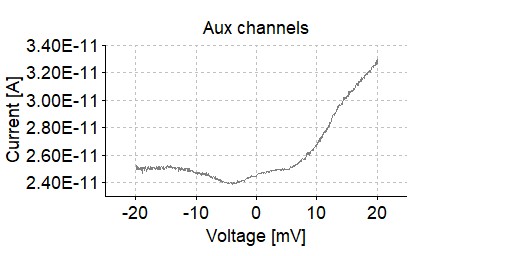 Aux channels
3.40E-11
3.20E-11
3.00E-11
2.80E-11
2.60E-11
2.40E-11
Current [A]
-20 -10 0 10 20
Voltage [mV]